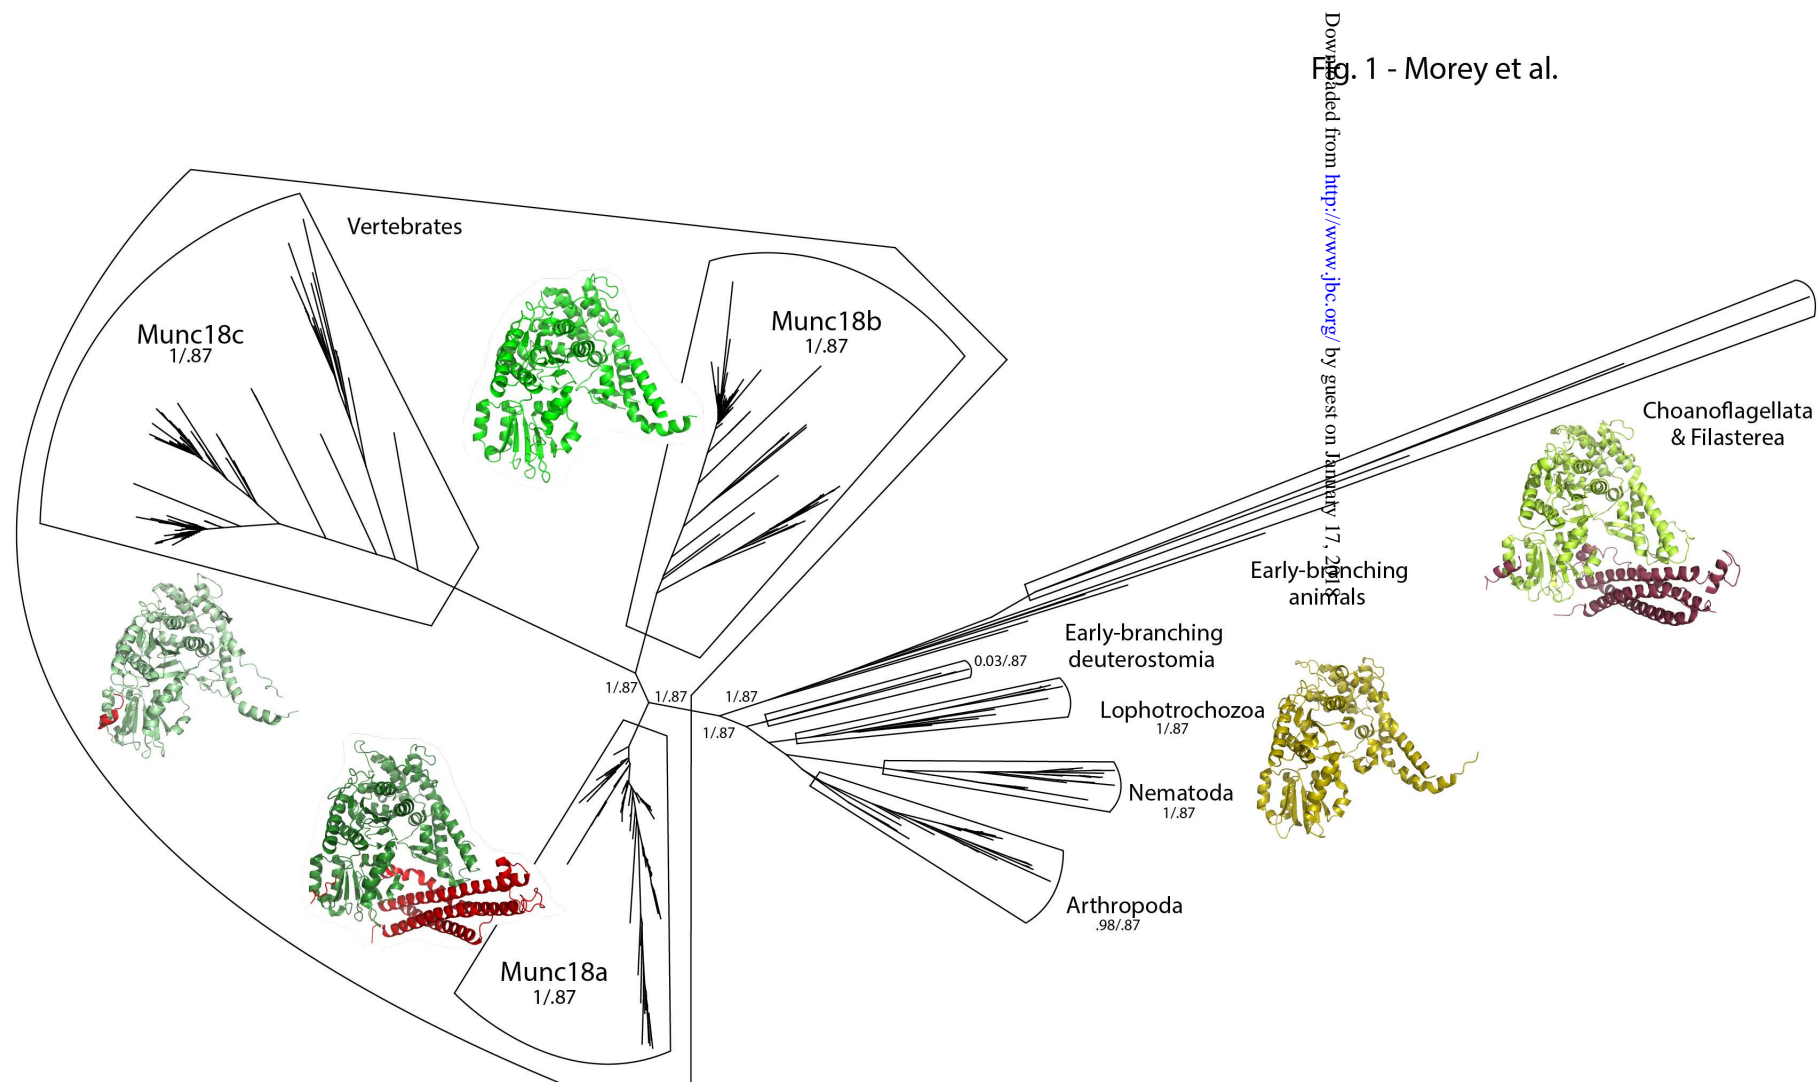 Fig. 1 - Morey et al.
Downloaded from http://www.jbc.org/ by guest on January 17, 2018
Vertebrates
Munc18c
1/.87
Munc18b
1/.87
Choanoflagellata
& Filasterea
Early-branching
animals
Early-branching
deuterostomia
0.03/.87
1/.87
1/.87
1/.87
1/.87
Lophotrochozoa
1/.87
Nematoda
1/.87
Arthropoda
.98/.87
Munc18a
1/.87